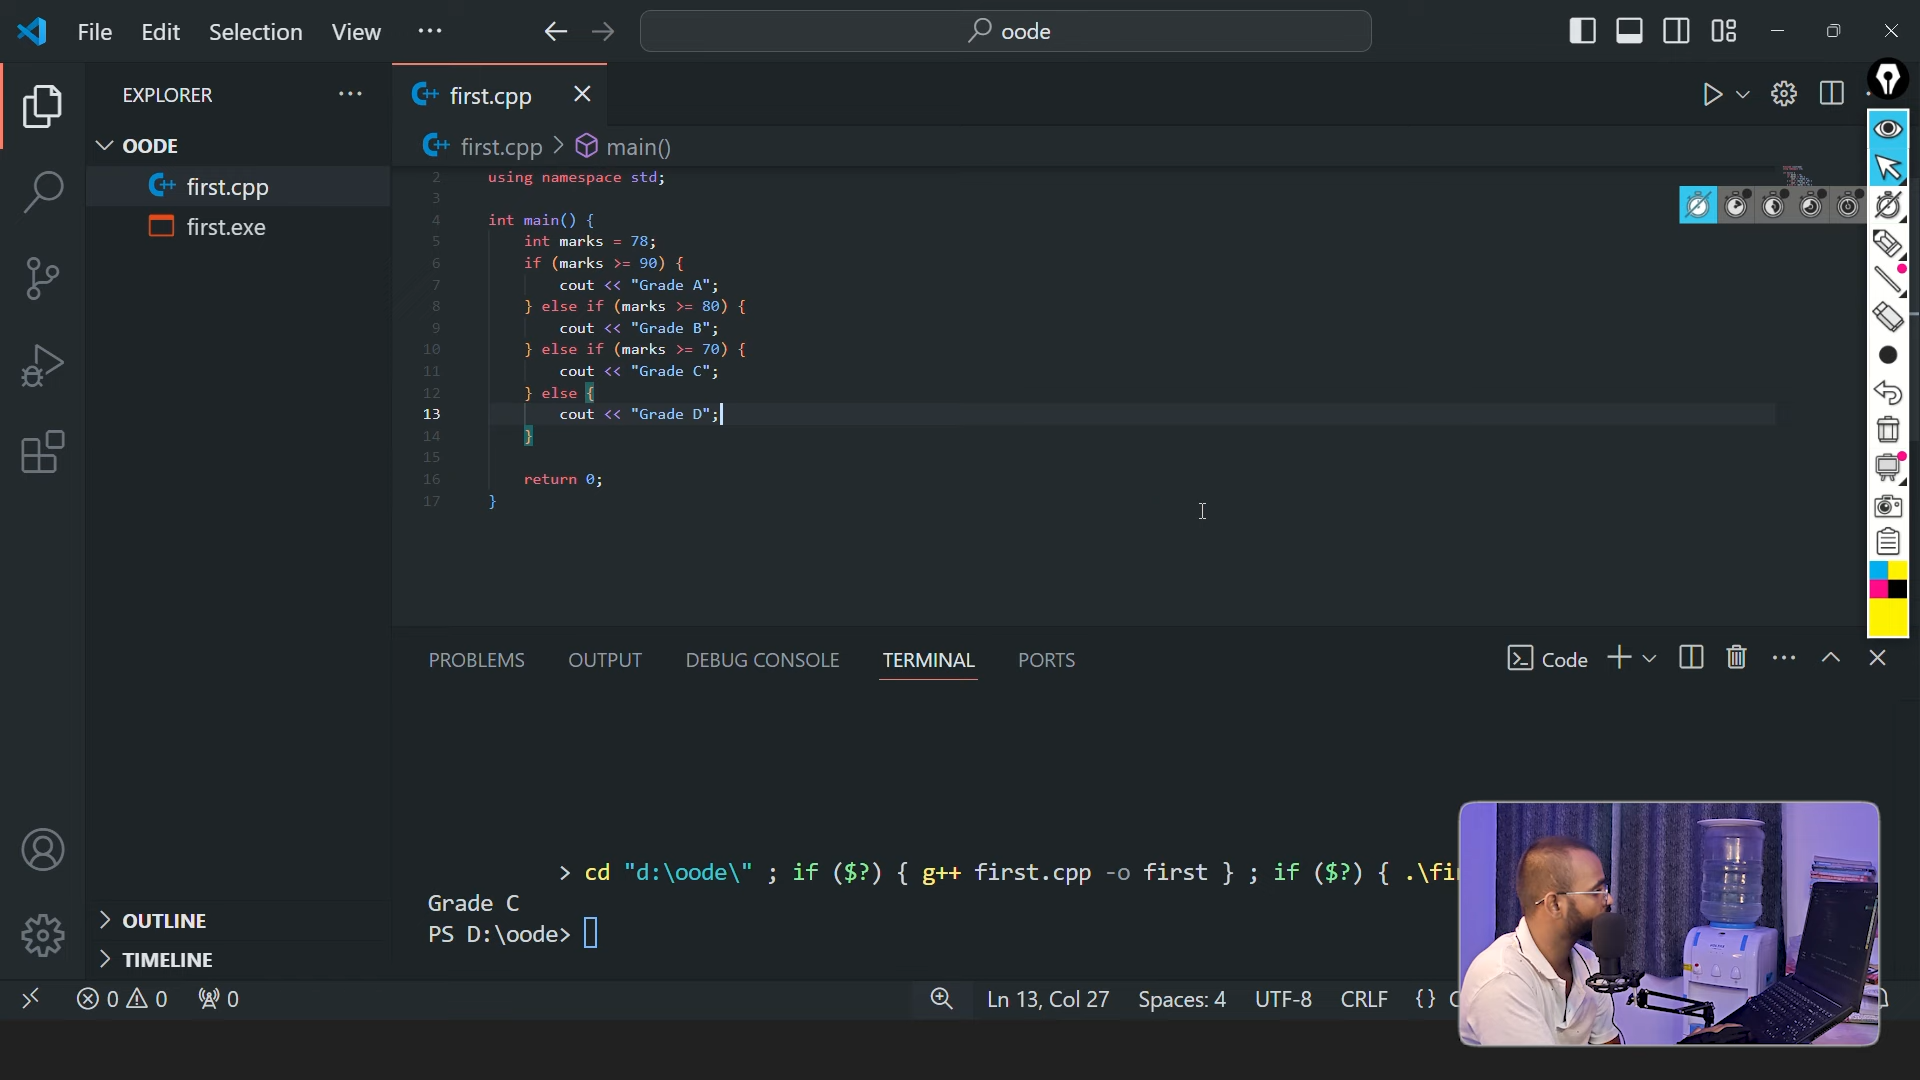 File Edit Selection View ··· oode
EXPLORER ···
OODE
first.cpp
first.exe
OUTLINE
TIMELINE
first.cpp
first.cpp > main()
2 using namespace std;
3
4 int main() {
5 int marks = 78;
6 if (marks >= 90) {
7 cout << "Grade A";
8 } else if (marks >= 80) {
9 cout << "Grade B";
10 } else if (marks >= 70) {
11 cout << "Grade C";
12 } else {
13 cout << "Grade D";
14 }
15
16 return 0;
17 }
PROBLEMS OUTPUT DEBUG CONSOLE TERMINAL PORTS Code
> cd "d:\oode\" ; if ($?) { g++ first.cpp -o first } ; if ($?) { .\fi
Grade C
PS D:\oode>
0 0 0 Ln 13, Col 27 Spaces: 4 UTF-8 CRLF {}